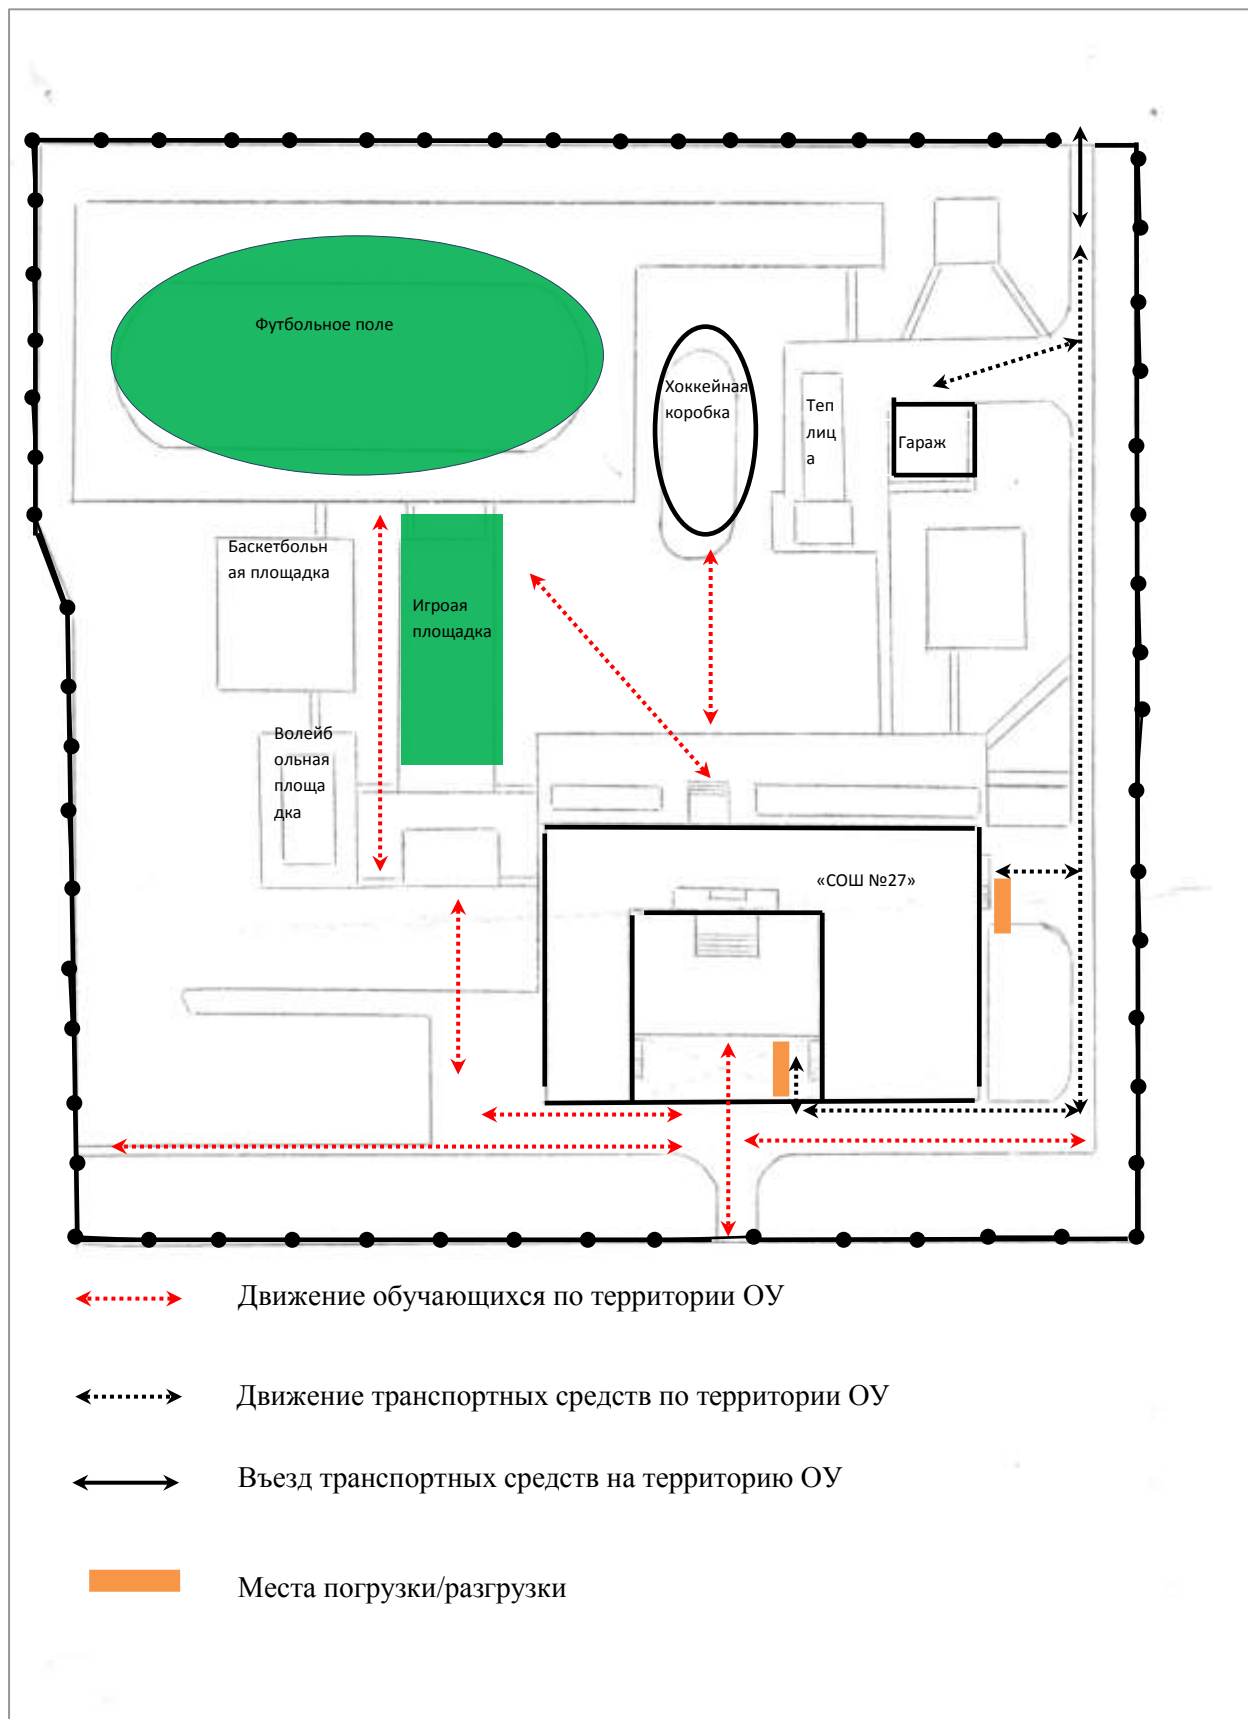 Футбольное поле
Хоккейная
коробка
Теп
лиц
а
Гараж
Баскетбольн
ая площадка
Игроая
площадка
Волейб
ольная
площа
дка
«СОШ №27»
Движение обучающихся по территории ОУ
Движение транспортных средств по территории ОУ
Въезд транспортных средств на территорию ОУ
Места погрузки/разгрузки